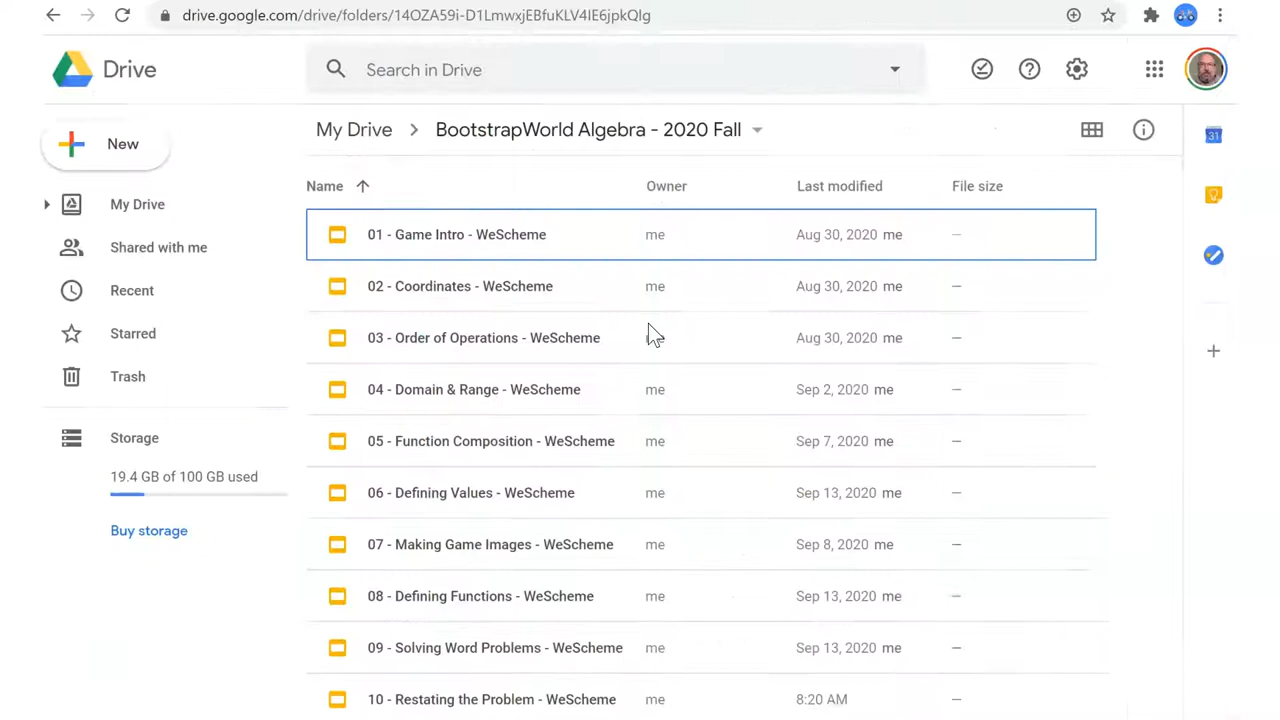 drive.google.com/drive/folders/14OZA59i-D1LmwxjEBfuKLV4IE6jpkQlg
Drive
Search in Drive
New
My Drive
Shared with me
Recent
Starred
Trash
Storage
19.4 GB of 100 GB used
Buy storage
My Drive > BootstrapWorld Algebra - 2020 Fall
Name Owner Last modified File size
01 - Game Intro - WeScheme me Aug 30, 2020 me —
02 - Coordinates - WeScheme me Aug 30, 2020 me —
03 - Order of Operations - WeScheme me Aug 30, 2020 me —
04 - Domain & Range - WeScheme me Sep 2, 2020 me —
05 - Function Composition - WeScheme me Sep 7, 2020 me —
06 - Defining Values - WeScheme me Sep 13, 2020 me —
07 - Making Game Images - WeScheme me Sep 8, 2020 me —
08 - Defining Functions - WeScheme me Sep 13, 2020 me —
09 - Solving Word Problems - WeScheme me Sep 13, 2020 me —
10 - Restating the Problem - WeScheme me 8:20 AM —
31